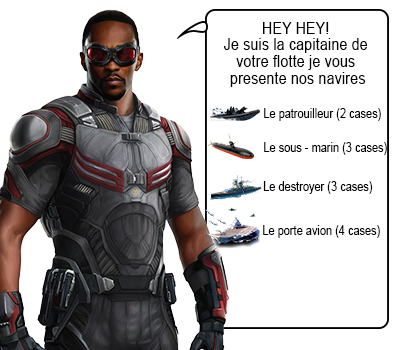 HEY HEY!
Je suis la capitaine de
votre flotte je vous
presente nos navires
Le patrouilleur (2 cases)
Le sous - marin (3 cases)
Le destroyer (3 cases)
Le porte avion (4 cases)